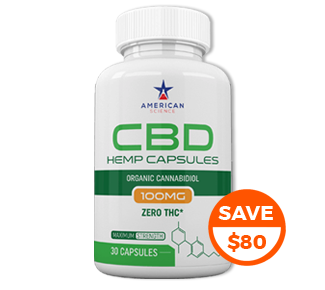 AMERICAN
SCIENCE
CBD
HEMP CAPSULES
ORGANIC CANNABIDIOL
100MG
ZERO THC*
MAXIMUM STRENGTH
30 CAPSULES
SAVE
$80